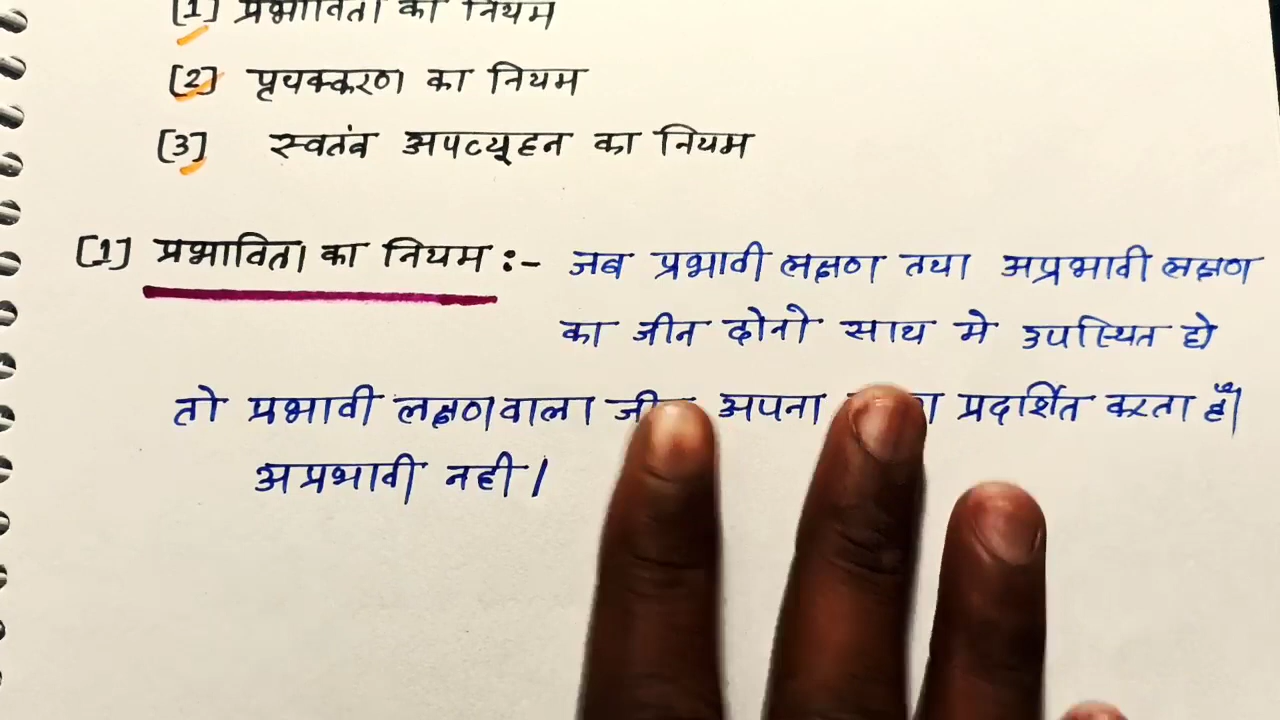 [1] प्रभाविता का नियम
[2] पृथक्करण का नियम
[3] स्वतंत्र अपव्यूहन का नियम
[1] प्रभाविता का नियम :- जब प्रभावी लक्षण तथा अप्रभावी लक्षण
का जीन दोनो साथ मे उपस्थित हो
तो प्रभावी लक्षणवाला अपना प्रदर्शित करता है।
अप्रभावी नही।